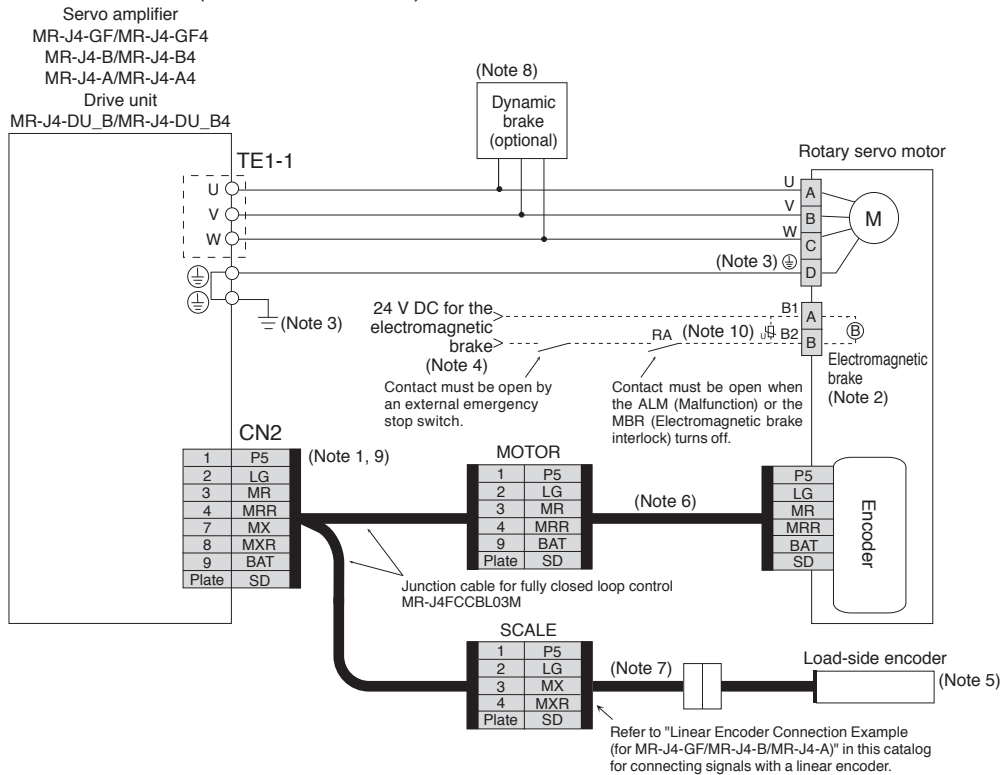 Servo amplifier
MR-J4-GF/MR-J4-GF4
MR-J4-B/MR-J4-B4
MR-J4-A/MR-J4-A4
Drive unit
MR-J4-DU_B/MR-J4-DU_B4
(Note 8)
Dynamic
brake
(optional)
Rotary servo motor
TE1-1
U
V
W
U
V
W
A
B
C
D
M
(Note 3)
(Note 3)
24 V DC for the
electromagnetic
brake
(Note 4)
Contact must be open by
an external emergency
stop switch.
RA
(Note 10)
U
B1
B2
A
B
B
Contact must be open when
the ALM (Malfunction) or the
MBR (Electromagnetic brake
interlock) turns off.
Electromagnetic
brake
(Note 2)
CN2
1 P5
2 LG
3 MR
4 MRR
7 MX
8 MXR
9 BAT
Plate SD
(Note 1, 9)
MOTOR
1 P5
2 LG
3 MR
4 MRR
9 BAT
Plate SD
(Note 6)
P5
LG
MR
MRR
BAT
SD
Encoder
Junction cable for fully closed loop control
MR-J4FCCBL03M
SCALE
1 P5
2 LG
3 MX
4 MXR
Plate SD
(Note 7)
Load-side encoder
(Note 5)
Refer to "Linear Encoder Connection Example
(for MR-J4-GF/MR-J4-B/MR-J4-A)" in this catalog
for connecting signals with a linear encoder.